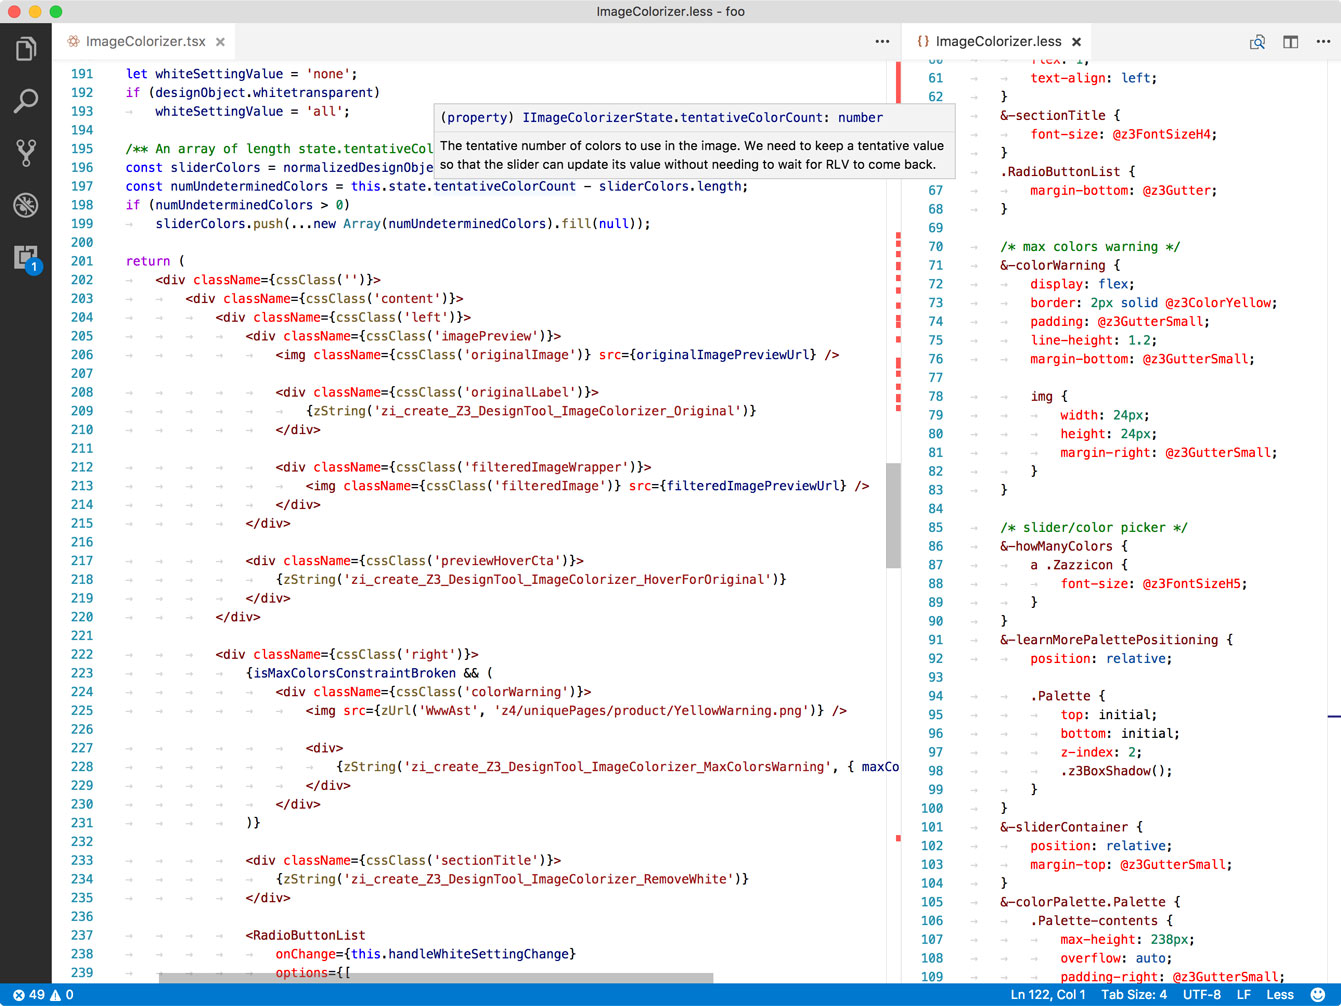 ImageColorizer.less - foo
ImageColorizer.tsx
191 let whiteSettingValue = 'none';
192 if (designObject.whitetransparent)
193 whiteSettingValue = 'all';
194
195 /** An array of length state.tentativeCol
196 const sliderColors = normalizedDesignObje
197 const numUndeterminedColors = this.state.tentativeColorCount - sliderColors.length;
198 if (numUndeterminedColors > 0)
199 sliderColors.push(...new Array(numUndeterminedColors).fill(null));
200
201 return (
202 <div className={cssClass('')}>
203 <div className={cssClass('content')}>
204 <div className={cssClass('left')}>
205 <div className={cssClass('imagePreview')}>
206 <img className={cssClass('originalImage')} src={originalImagePreviewUrl} />
207
208 <div className={cssClass('originalLabel')}>
209 {zString('zi_create_Z3_DesignTool_ImageColorizer_Original')}
210 </div>
211
212 <div className={cssClass('filteredImageWrapper')}>
213 <img className={cssClass('filteredImage')} src={filteredImagePreviewUrl} />
214 </div>
215 </div>
216
217 <div className={cssClass('previewHoverCta')}>
218 {zString('zi_create_Z3_DesignTool_ImageColorizer_HoverForOriginal')}
219 </div>
220 </div>
221
222 <div className={cssClass('right')}>
223 {isMaxColorsConstraintBroken && (
224 <div className={cssClass('colorWarning')}>
225 <img src={zUrl('WwwAst', 'z4/uniquePages/product/YellowWarning.png')} />
226
227 <div>
228 {zString('zi_create_Z3_DesignTool_ImageColorizer_MaxColorsWarning', { maxCo
229 </div>
230 </div>
231 )}
232
233 <div className={cssClass('sectionTitle')}>
234 {zString('zi_create_Z3_DesignTool_ImageColorizer_RemoveWhite')}
235 </div>
236
237 <RadioButtonList
238 onChange={this.handleWhiteSettingChange}
239 options={[
(property) IImageColorizerState.tentativeColorCount: number
The tentative number of colors to use in the image. We need to keep a tentative value
so that the slider can update its value without needing to wait for RLV to come back.
{} ImageColorizer.less
60 flex: 1;
61 text-align: left;
62 }
&-sectionTitle {
font-size: @z3FontSizeH4;
}
.RadioButtonList {
67 margin-bottom: @z3Gutter;
68 }
69
70 /* max colors warning */
71 &-colorWarning {
72 display: flex;
73 border: 2px solid @z3ColorYellow;
74 padding: @z3GutterSmall;
75 line-height: 1.2;
76 margin-bottom: @z3GutterSmall;
77
78 img {
79 width: 24px;
80 height: 24px;
81 margin-right: @z3GutterSmall;
82 }
83 }
84
85 /* slider/color picker */
86 &-howManyColors {
87 a .Zazzicon {
88 font-size: @z3FontSizeH5;
89 }
90 }
91 &-learnMorePalettePositioning {
92 position: relative;
93
94 .Palette {
95 top: initial;
96 bottom: initial;
97 z-index: 2;
98 .z3BoxShadow();
99 }
100 }
101 &-sliderContainer {
102 position: relative;
103 margin-top: @z3GutterSmall;
104 }
105 &-colorPalette.Palette {
106 .Palette-contents {
107 max-height: 238px;
108 overflow: auto;
109 padding-right: @z3GutterSmall;
1
49 0
Ln 122, Col 1 Tab Size: 4 UTF-8 LF Less